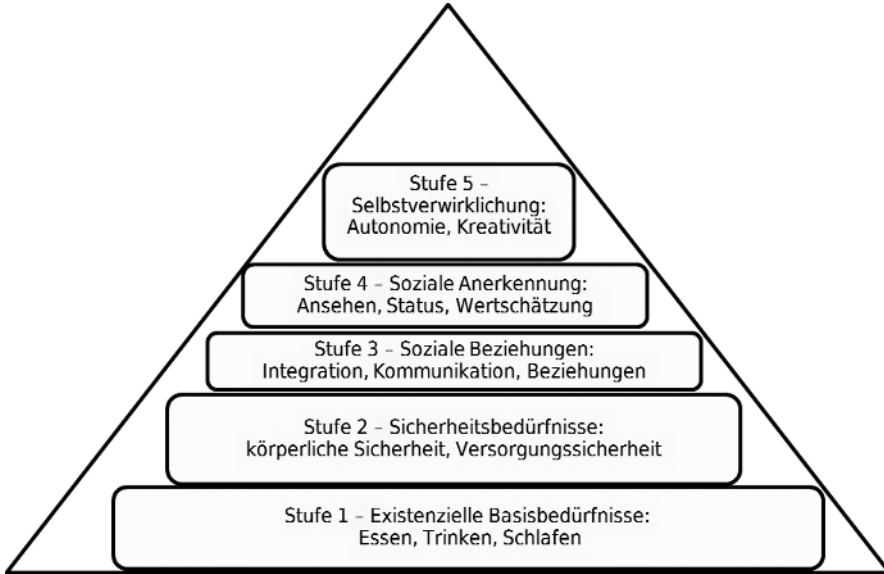 Stufe 5 – 
Selbstverwirklichung:
Autonomie, Kreativität
Stufe 4 – Soziale Anerkennung:
Ansehen, Status, Wertschätzung
Stufe 3 – Soziale Beziehungen:
Integration, Kommunikation, Beziehungen
Stufe 2 – Sicherheitsbedürfnisse:
körperliche Sicherheit, Versorgungssicherheit
Stufe 1 – Existenzielle Basisbedürfnisse:
Essen, Trinken, Schlafen